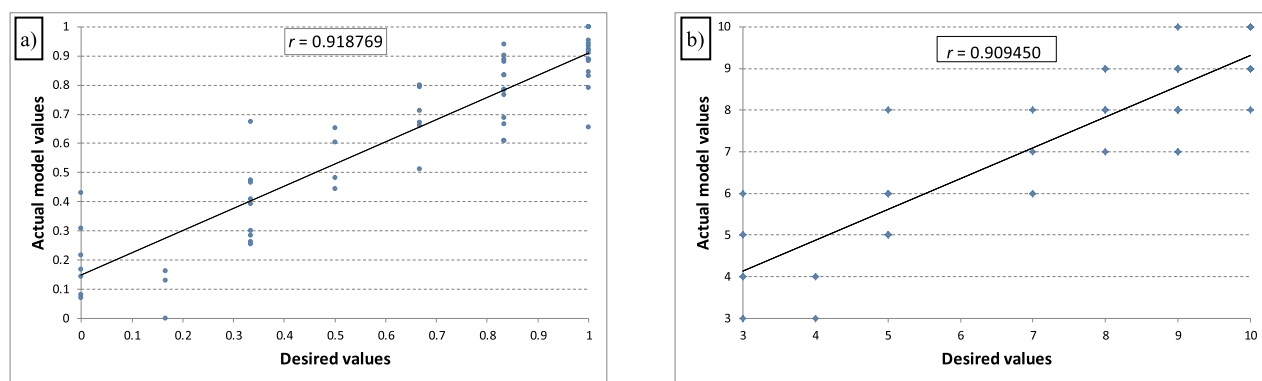 a)
r = 0.918769
Actual model values
1
0.9
0.8
0.7
0.6
0.5
0.4
0.3
0.2
0.1
0
0 0.1 0.2 0.3 0.4 0.5 0.6 0.7 0.8 0.9 1
Desired values
b)
r = 0.909450
Actual model values
10
9
8
7
6
5
4
3
3 4 5 6 7 8 9 10
Desired values